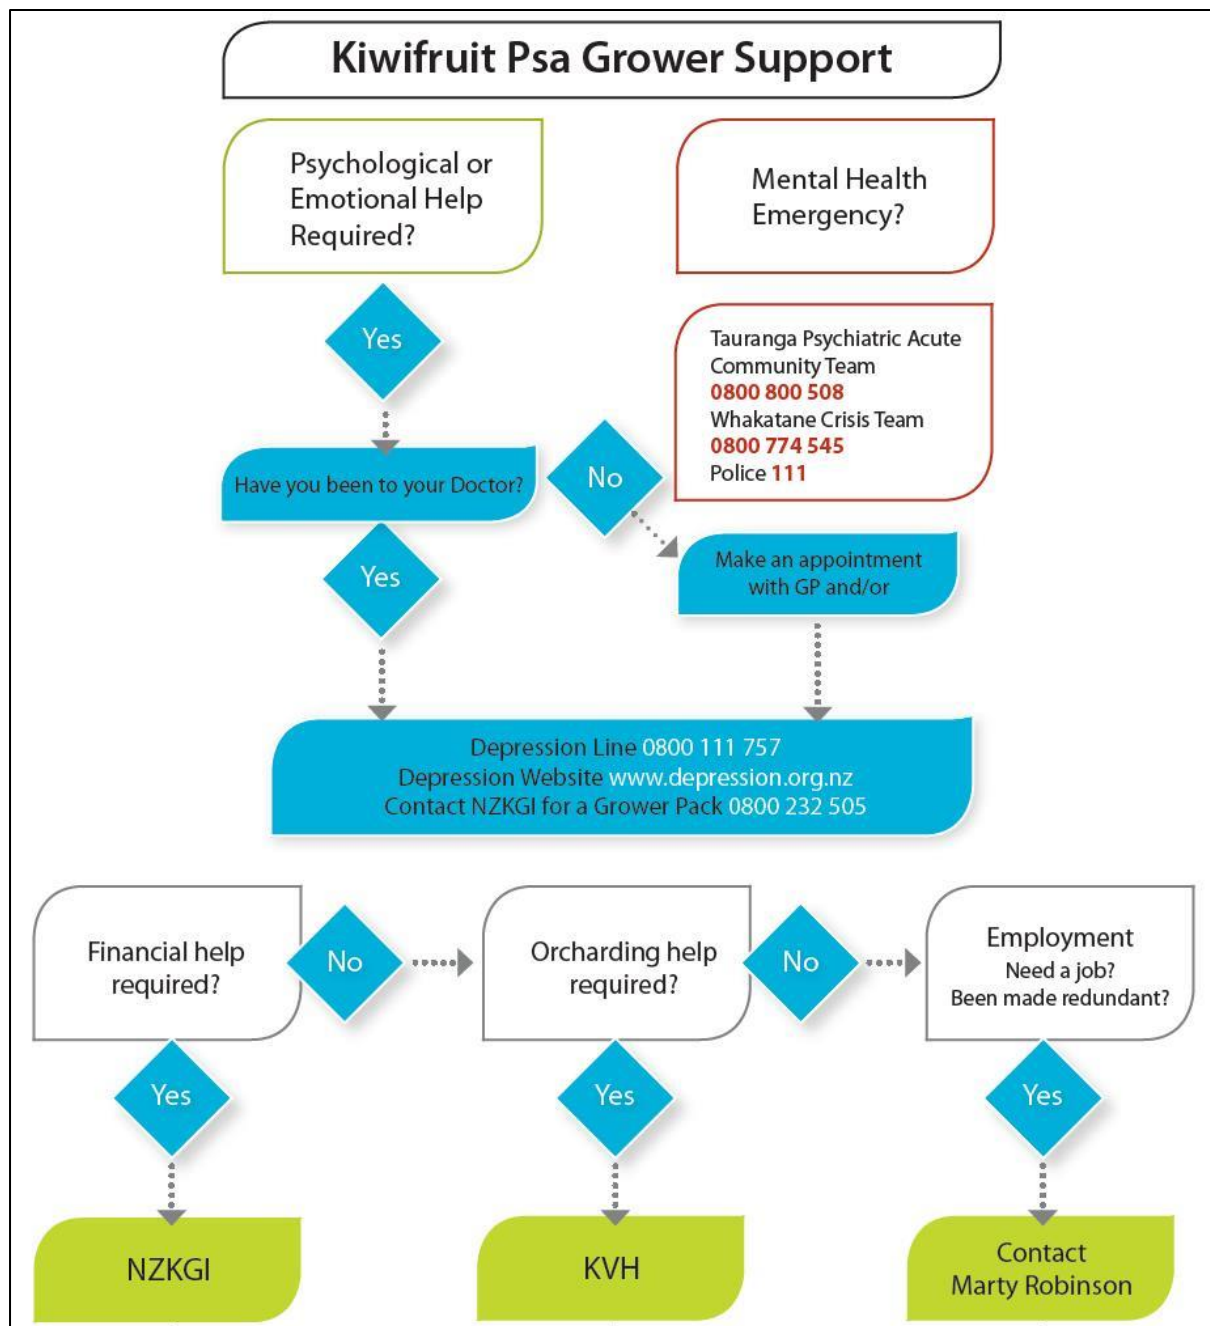 Kiwifruit Psa Grower Support
Psychological or
Emotional Help
Required?
Mental Health
Emergency?
Yes
Tauranga Psychiatric Acute
Community Team
0800 800 508
Whakatane Crisis Team
0800 774 545
Police 111
Have you been to your Doctor?
No
Yes
Make an appointment
with GP and/or
Depression Line 0800 111 757
Depression Website www.depression.org.nz
Contact NZKGI for a Grower Pack 0800 232 505
Financial help
required?
No
Orcharding help
required?
No
Employment
Need a job?
Been made redundant?
Yes
Yes
Yes
NZKGI
KVH
Contact
Marty Robinson